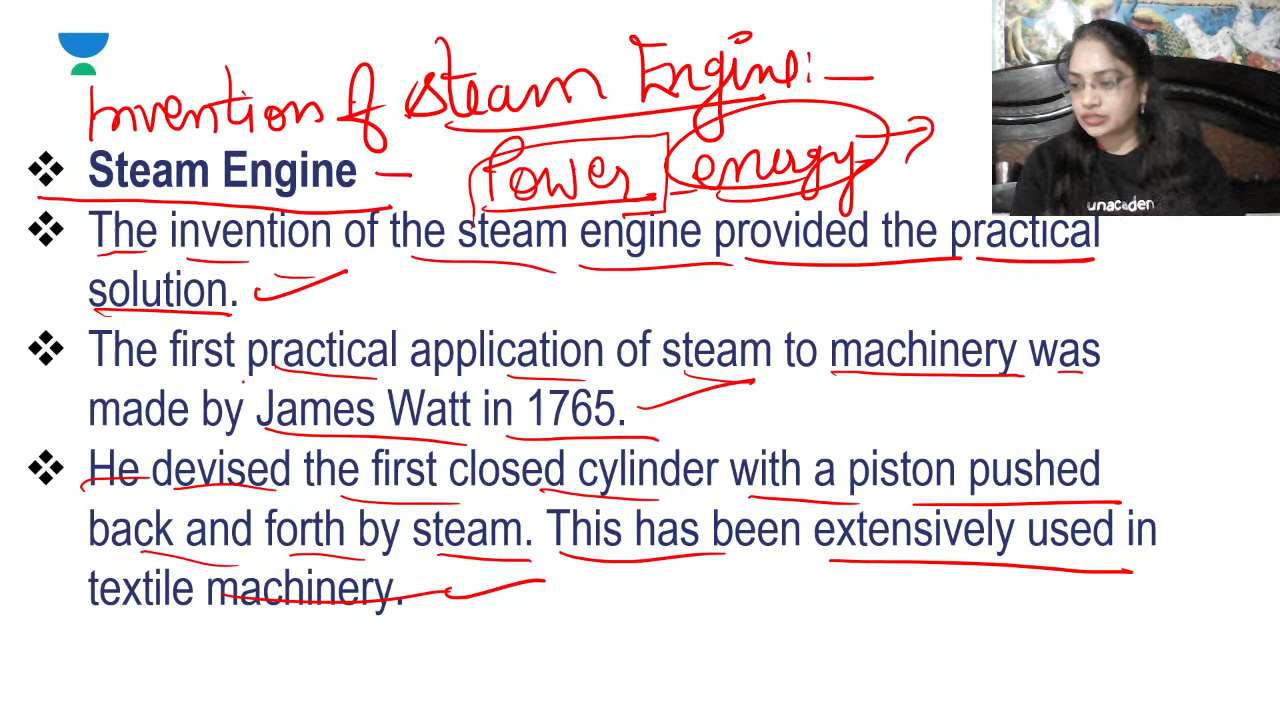 Invention of steam Engine:-
Power energy
❖ Steam Engine -
❖ The invention of the steam engine provided the practical
solution.
❖ The first practical application of steam to machinery was
made by James Watt in 1765.
❖ He devised the first closed cylinder with a piston pushed
back and forth by steam. This has been extensively used in
textile machinery.